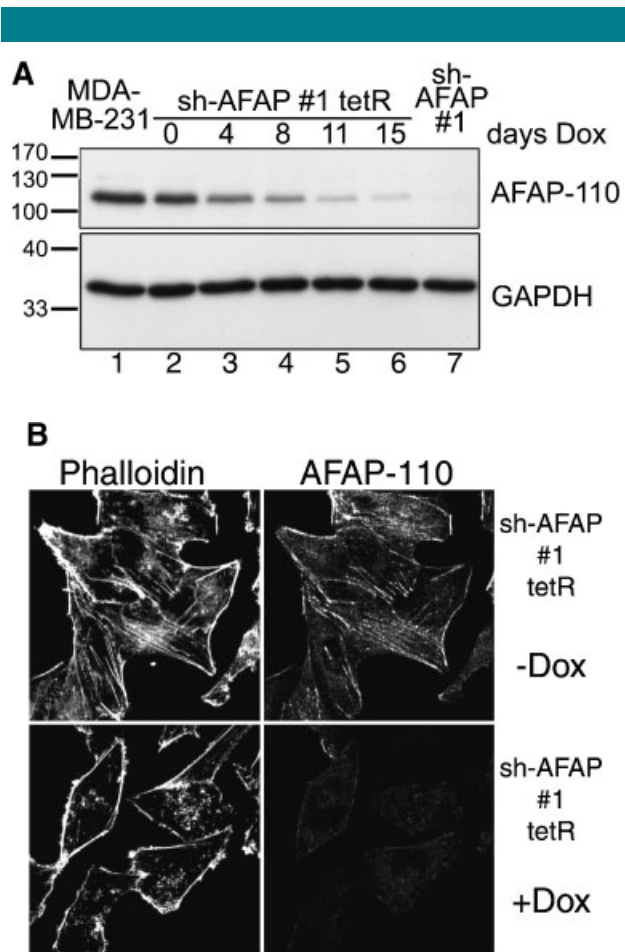 A
MDA-
MB-231
sh-AFAP #1 tetR
sh-
AFAP
#1
0 4 8 11 15
days Dox
170
130
100
AFAP-110
40
33
GAPDH
1 2 3 4 5 6 7
B
Phalloidin AFAP-110
sh-AFAP
#1
tetR
-Dox
sh-AFAP
#1
tetR
+Dox